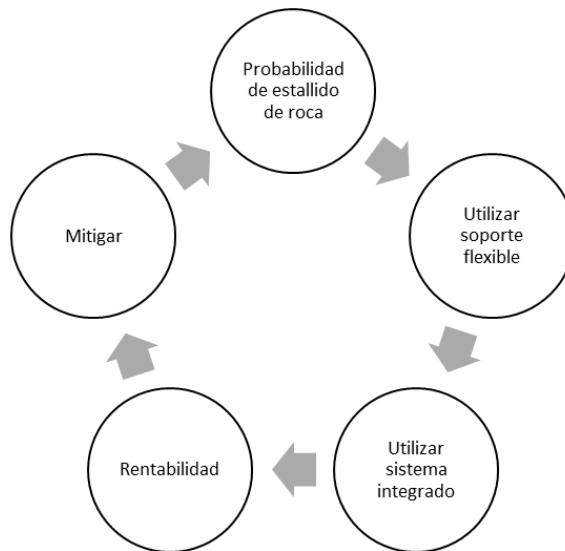 Probabilidad
de estallido
de roca
Utilizar
soporte
flexible
Utilizar
sistema
integrado
Rentabilidad
Mitigar